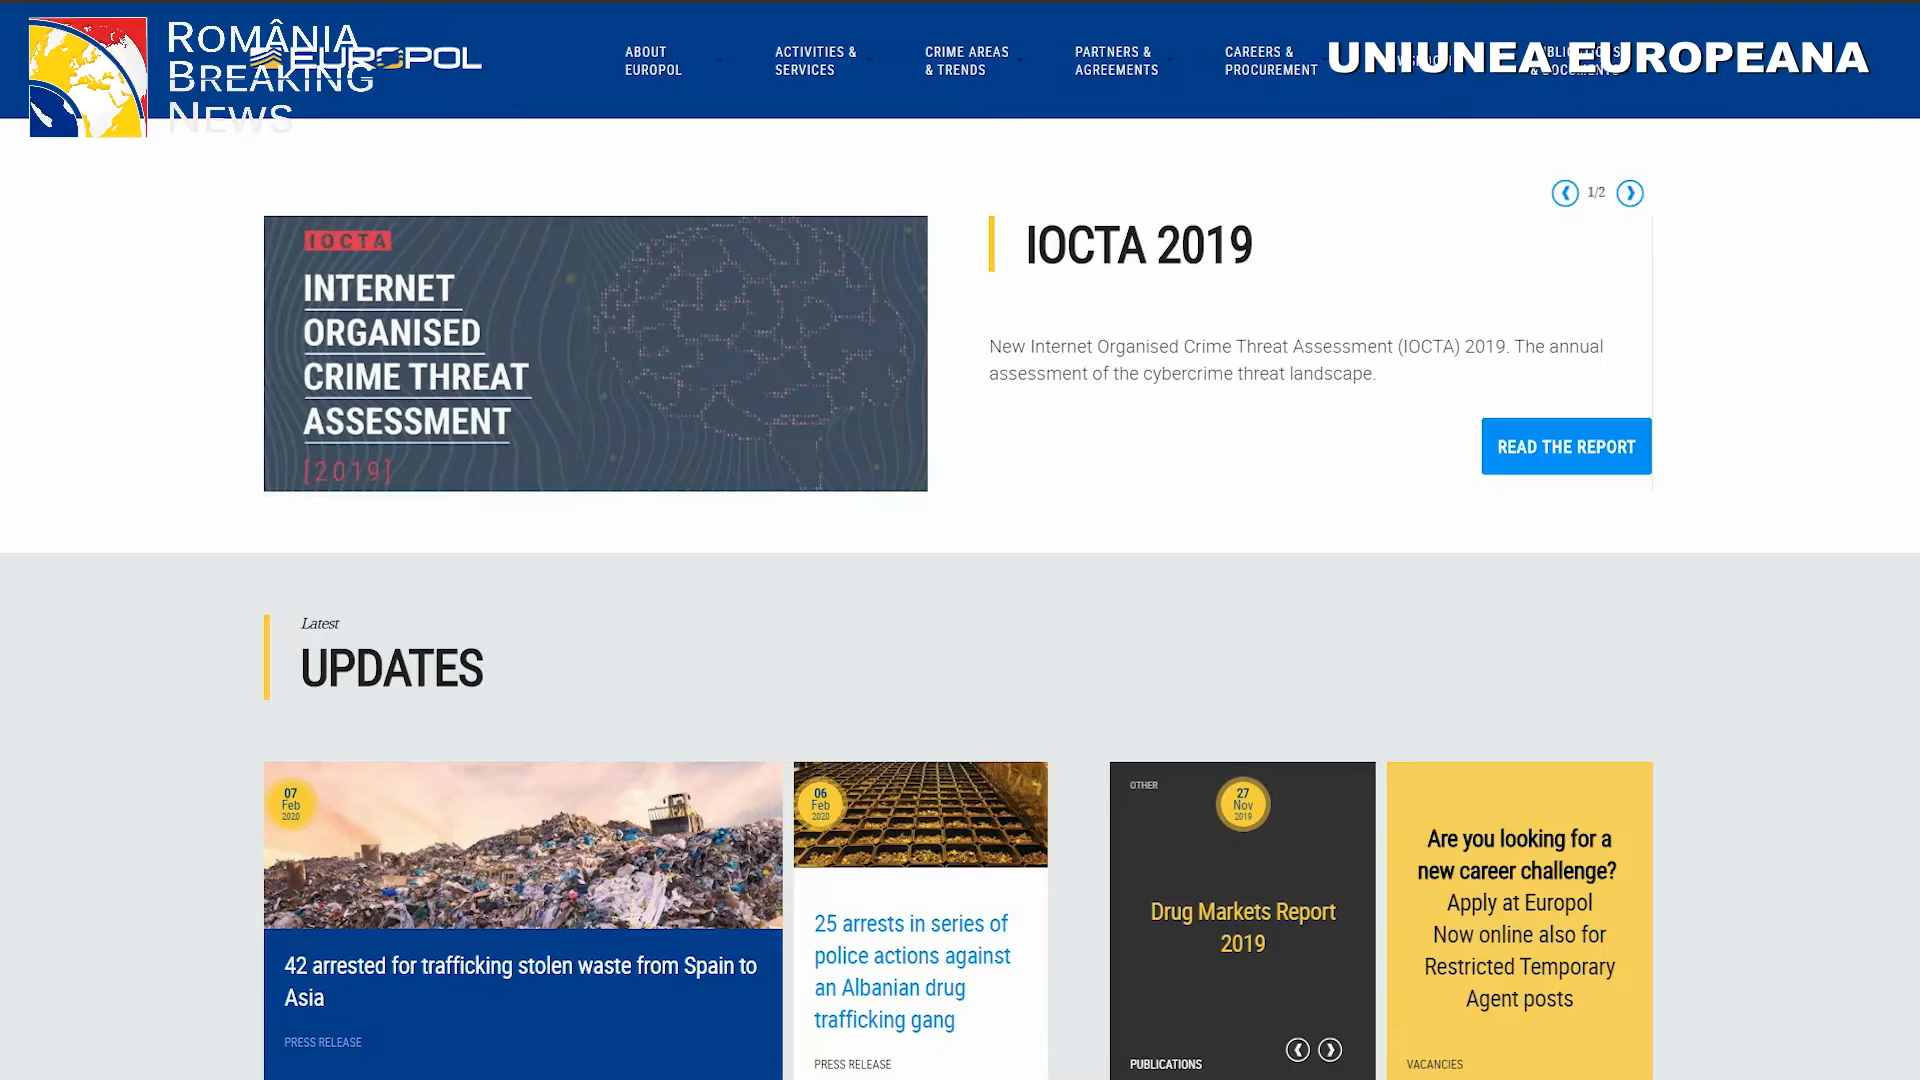 ROMÂNIA
BREAKING
NEWS
EUROPOL
ABOUT
EUROPOL
ACTIVITIES &
SERVICES
CRIME AREAS
& TRENDS
PARTNERS &
AGREEMENTS
CAREERS &
PROCUREMENT
UNIUNEA EUROPEANA
1/2
IOCTA
INTERNET
ORGANISED
CRIME THREAT
ASSESSMENT
[2019]
IOCTA 2019
New Internet Organised Crime Threat Assessment (IOCTA) 2019. The annual
assessment of the cybercrime threat landscape.
READ THE REPORT
Latest
UPDATES
07
Feb
2020
42 arrested for trafficking stolen waste from Spain to
Asia
PRESS RELEASE
06
Feb
2020
25 arrests in series of
police actions against
an Albanian drug
trafficking gang
PRESS RELEASE
OTHER
27
Nov
2019
Drug Markets Report
2019
PUBLICATIONS
Are you looking for a
new career challenge?
Apply at Europol
Now online also for
Restricted Temporary
Agent posts
VACANCIES